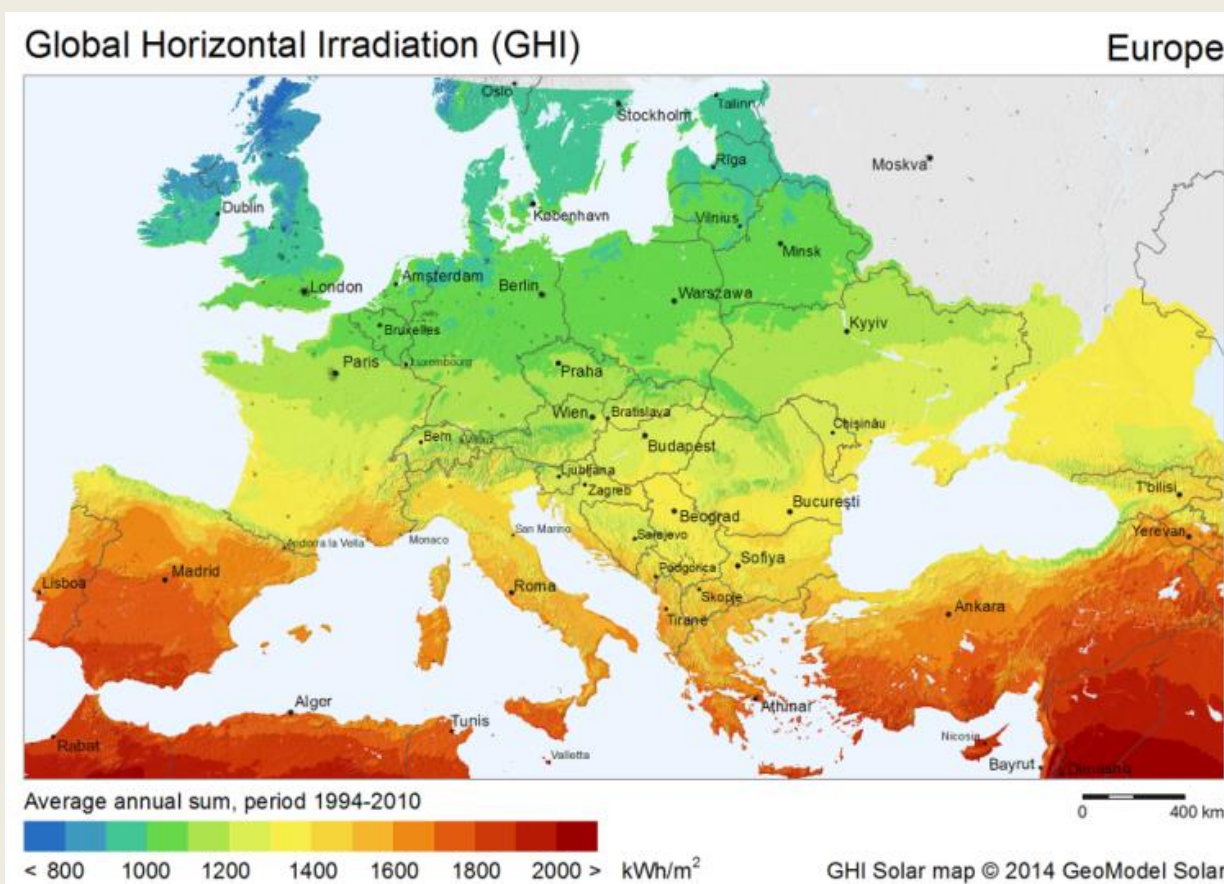 Global Horizontal Irradiation (GHI)
Europe
Oslo
Stockholm
Talinn
Rīga
Moskva
Dublin
København
Vilnius
Minsk
London
Amsterdam
Berlin
Warszawa
Bruxelles
Kyyiv
Paris
Luxembourg
Praha
Wien
Bratislava
Bern
Vaduz
Budapest
Chişinău
Ljubljana
Zagreb
Beograd
Bucureşti
T'bilisi
San Marino
Sarajevo
Yerevan
Andorra la Vella
Monaco
Podgorica
Sofiya
Madrid
Lisboa
Roma
Skopje
Tiranë
Ankara
Alger
Tunis
Athinai
Rabat
Valletta
Nicosia
Bayrut
Dimashq
Average annual sum, period 1994-2010
0 400 km
< 800 1000 1200 1400 1600 1800 2000 > kWh/m²
GHI Solar map © 2014 GeoModel Solar